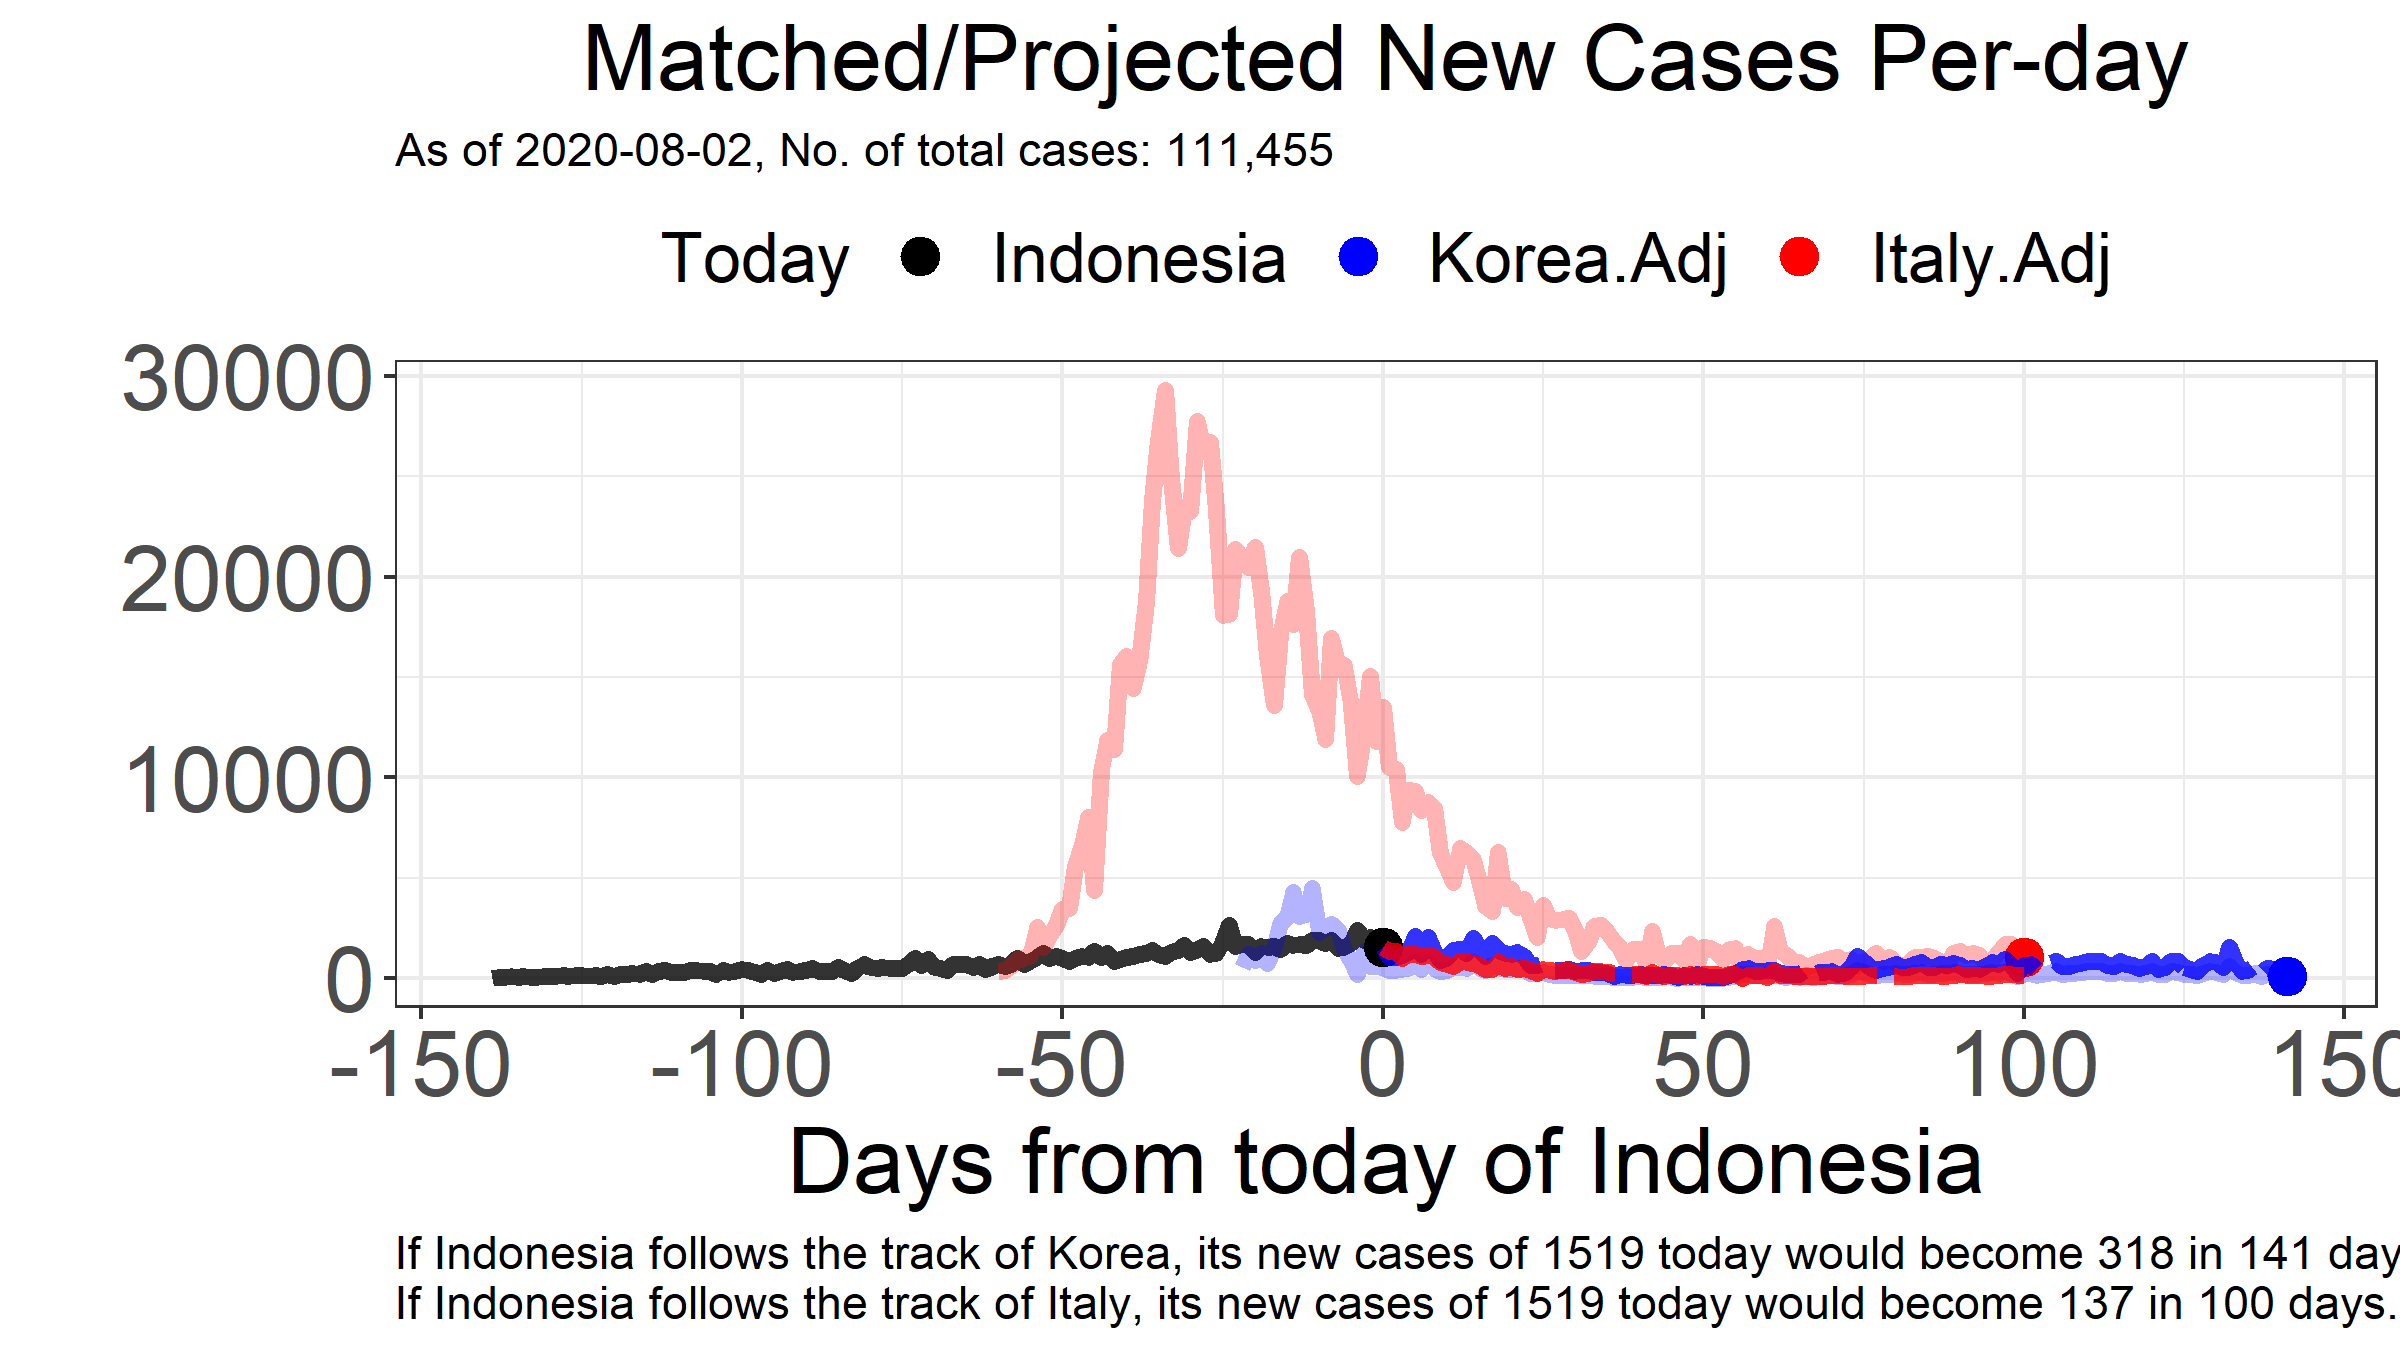 Matched/Projected New Cases Per-day
As of 2020-08-02, No. of total cases: 111,455
Today Indonesia Korea.Adj Italy.Adj
30000
20000
10000
0
-150 -100 -50 0 50 100 150
Days from today of Indonesia
If Indonesia follows the track of Korea, its new cases of 1519 today would become 318 in 141 day
If Indonesia follows the track of Italy, its new cases of 1519 today would become 137 in 100 days.